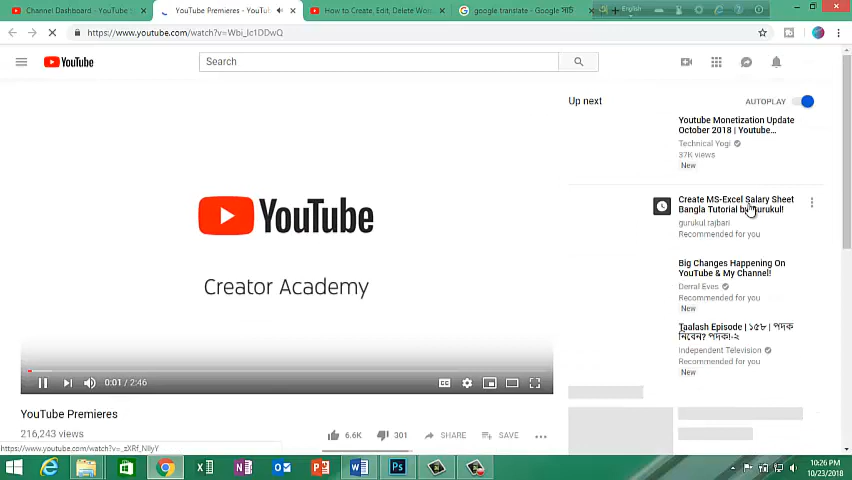 Channel Dashboard - YouTube
YouTube Premieres - YouTu
How to Create, Edit, Delete Wo
google translate - Google সার্চ
English
https://www.youtube.com/watch?v=Wbi_Ic1DDwQ
YouTube
Search
Up next
AUTOPLAY
Youtube Monetization Update
October 2018 | Youtube...
Technical Yogi
37K views
New
Create MS-Excel Salary Sheet
Bangla Tutorial by gurukul!
gurukul rajbari
Recommended for you
YouTube
Creator Academy
Big Changes Happening On
YouTube & My Channel!
Derral Eves
Recommended for you
New
Taalash Episode | ১৫৮ | পদক
নিবেন? পদক!-২
Independent Television
Recommended for you
New
0:01 / 2:46
CC
YouTube Premieres
216,243 views
6.6K
301
SHARE
SAVE
https://www.youtube.com/watch?v=_zXRf_NIIyY
10:26 PM
10/23/2018